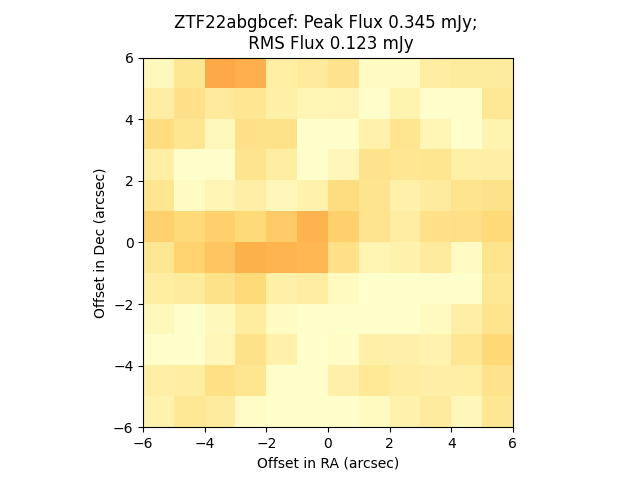 ZTF22abgbcef: Peak Flux 0.345 mJy;
RMS Flux 0.123 mJy
6
4
2
0
−2
−4
−6
Offset in Dec (arcsec)
−6 −4 −2 0 2 4 6
Offset in RA (arcsec)